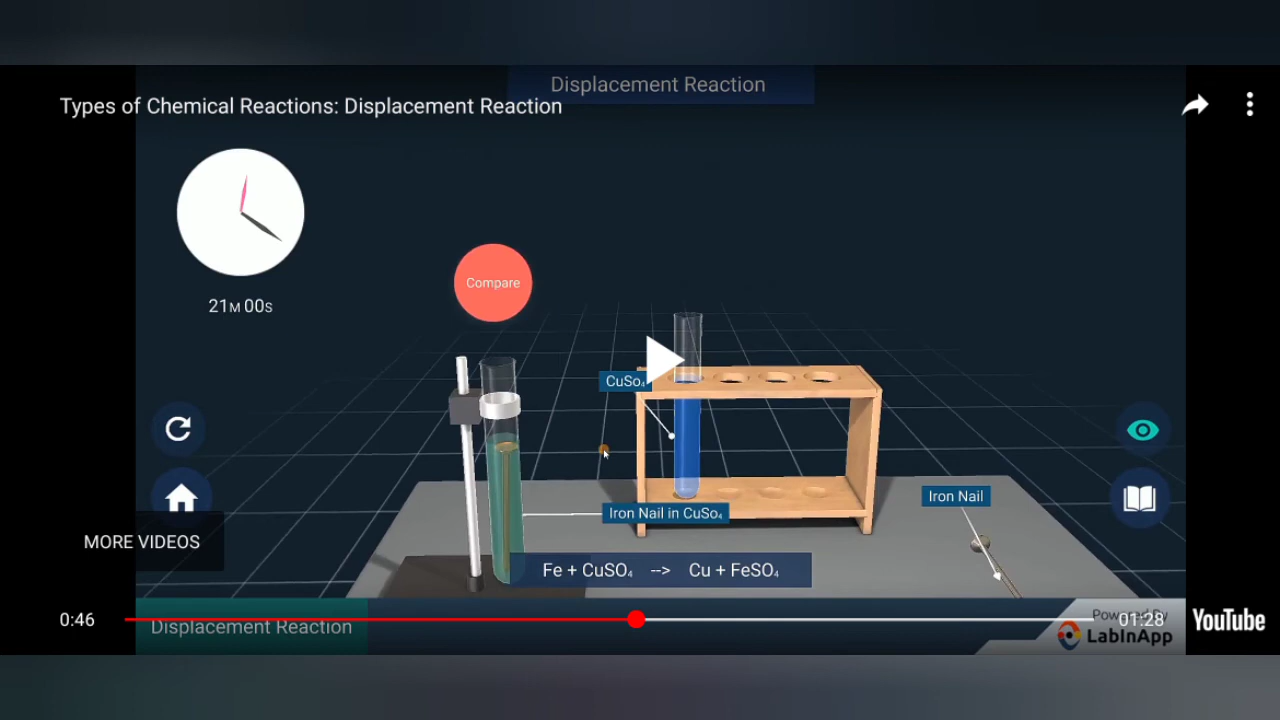 Displacement Reaction
Types of Chemical Reactions: Displacement Reaction
21M 00S
Compare
CuSo₄
Iron Nail
Iron Nail in CuSo₄
MORE VIDEOS
Fe + CuSO₄ --> Cu + FeSO₄
0:46
01:28
YouTube
Displacement Reaction
Powered By
LabInApp